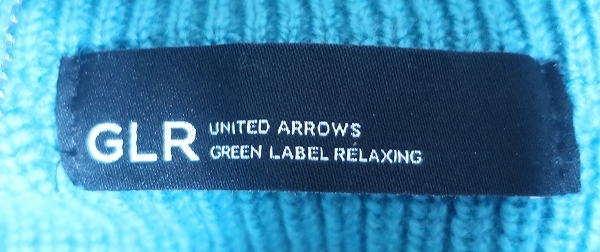 GLR
UNITED ARROWS
GREEN LABEL RELAXING